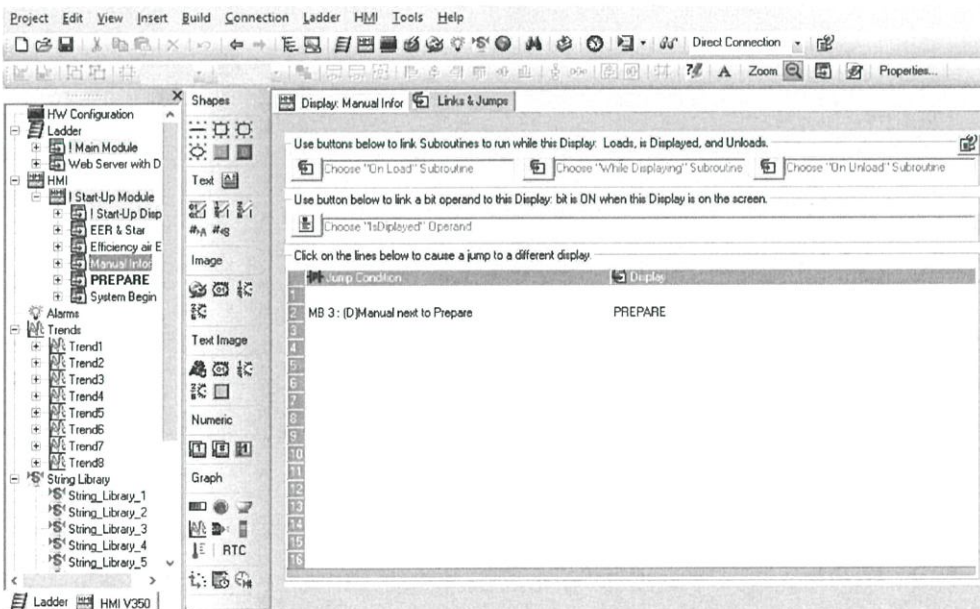 Project Edit View Insert Build Connection Ladder HMI Tools Help
Direct Connection
A Zoom Properties...
HW Configuration
Ladder
! Main Module
Web Server with D
HMI
! Start-Up Module
! Start-Up Disp
EER & Star
Efficiency air E
Manual Infor
PREPARE
System Begin
Alarms
Trends
Trend1
Trend2
Trend3
Trend4
Trend5
Trend6
Trend7
Trend8
String Library
String_Library_1
String_Library_2
String_Library_3
String_Library_4
String_Library_5
Ladder HMI V350
Shapes
Text
Image
Text Image
Numeric
Graph
RTC
Display: Manual Infor Links & Jumps
Use buttons below to link Subroutines to run while this Display: Loads, is Displayed, and Unloads.
Choose "On Load" Subroutine Choose "While Displaying" Subroutine Choose "On Unload" Subroutine
Use button below to link a bit operand to this Display: bit is ON when this Display is on the screen.
Choose "IsDiplayed" Operand
Click on the lines below to cause a jump to a different display.
Jump Condition Display
1
2 MB 3 : (D)Manual next to Prepare PREPARE
3
4
5
6
7
8
9
10
11
12
13
14
15
16